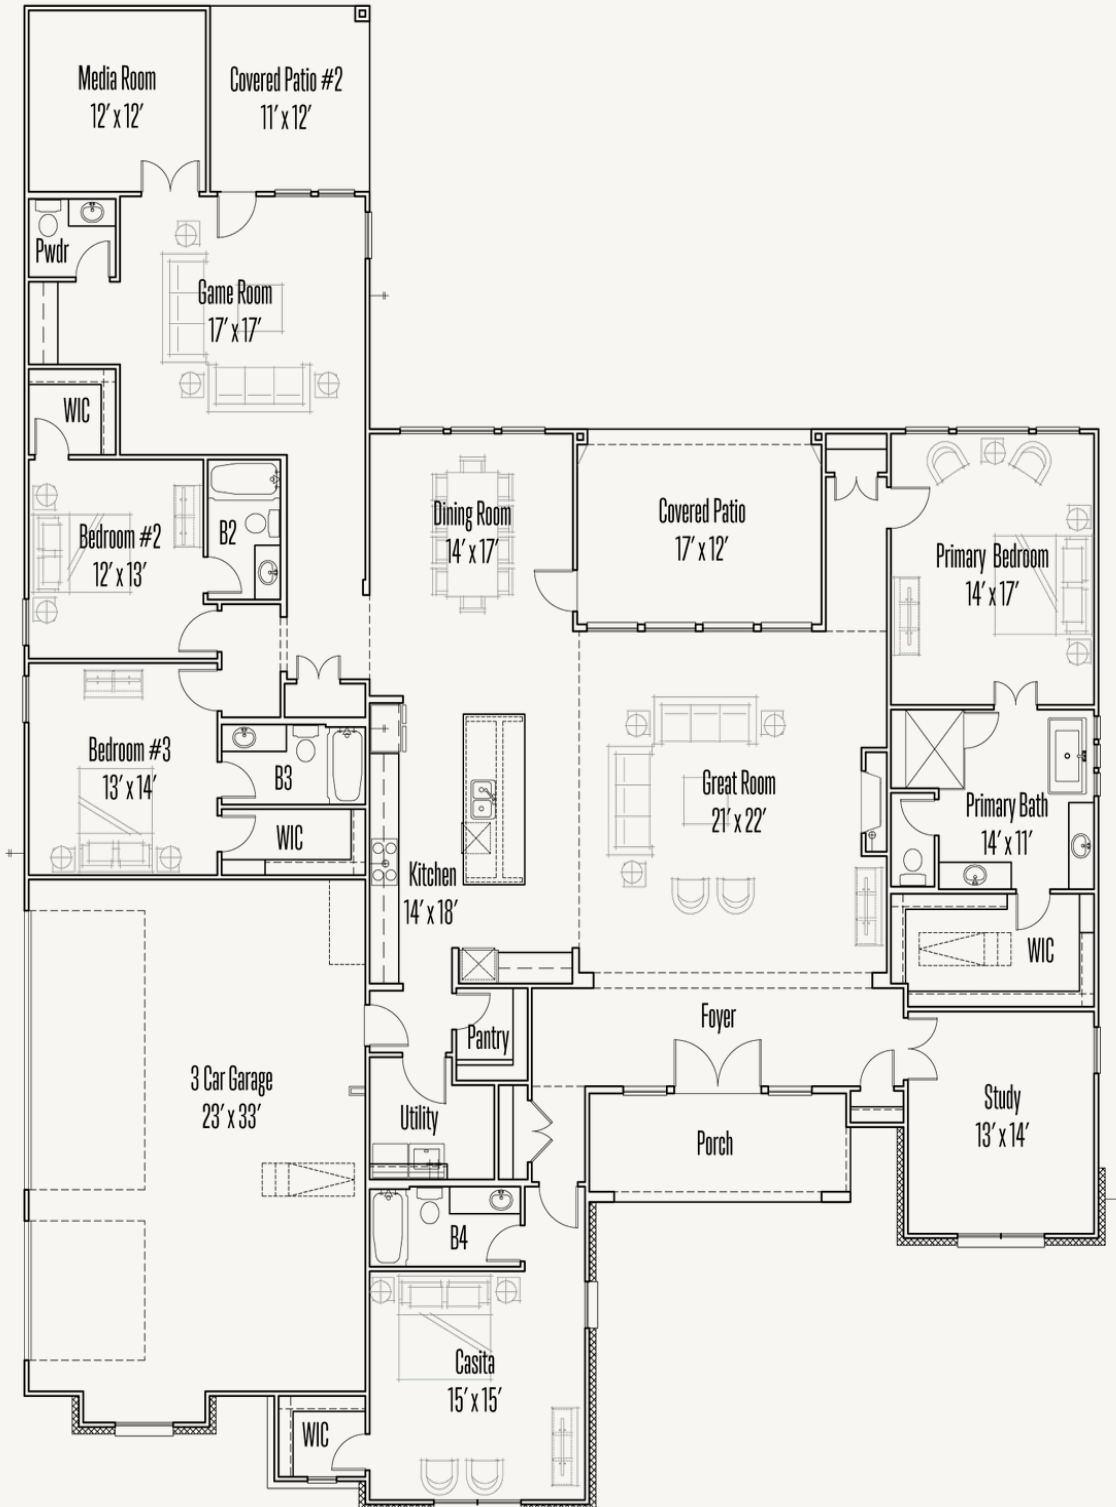 Media Room
12' x 12'
Covered Patio #2
11' x 12'
Pwdr
Game Room
17' x 17'
WIC
Bedroom #2
12' x 13'
B2
Dining Room
14' x 17'
Covered Patio
17' x 12'
Primary Bedroom
14' x 17'
Bedroom #3
13' x 14'
B3
WIC
Kitchen
14' x 18'
Great Room
21' x 22'
Primary Bath
14' x 11'
WIC
Foyer
Pantry
3 Car Garage
23' x 33'
Utility
Porch
Study
13' x 14'
B4
Casita
15' x 15'
WIC